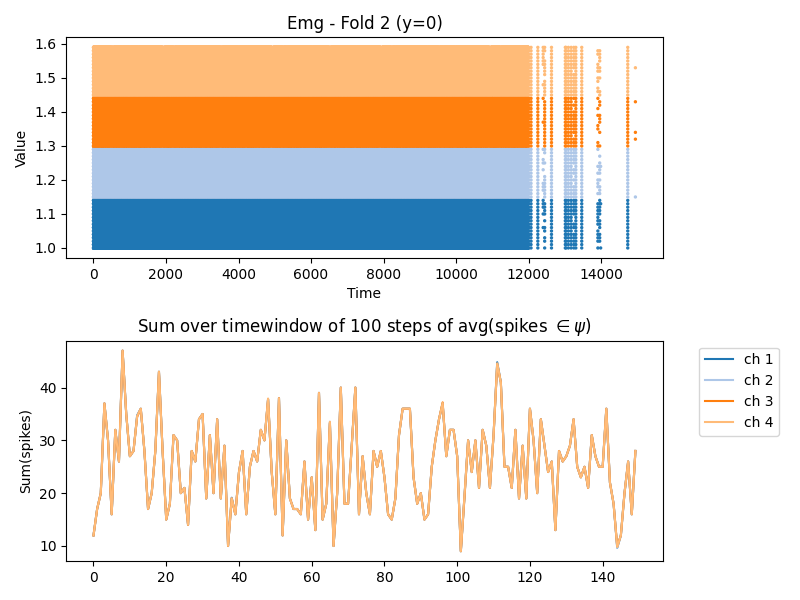 Emg - Fold 2 (y=0)
1.6
1.5
1.4
1.3
1.2
1.1
1.0
Value
0 2000 4000 6000 8000 10000 12000 14000
Time
Sum over timewindow of 100 steps of avg(spikes ∈ ψ)
40
30
20
10
Sum(spikes)
0 20 40 60 80 100 120 140
ch 1
ch 2
ch 3
ch 4